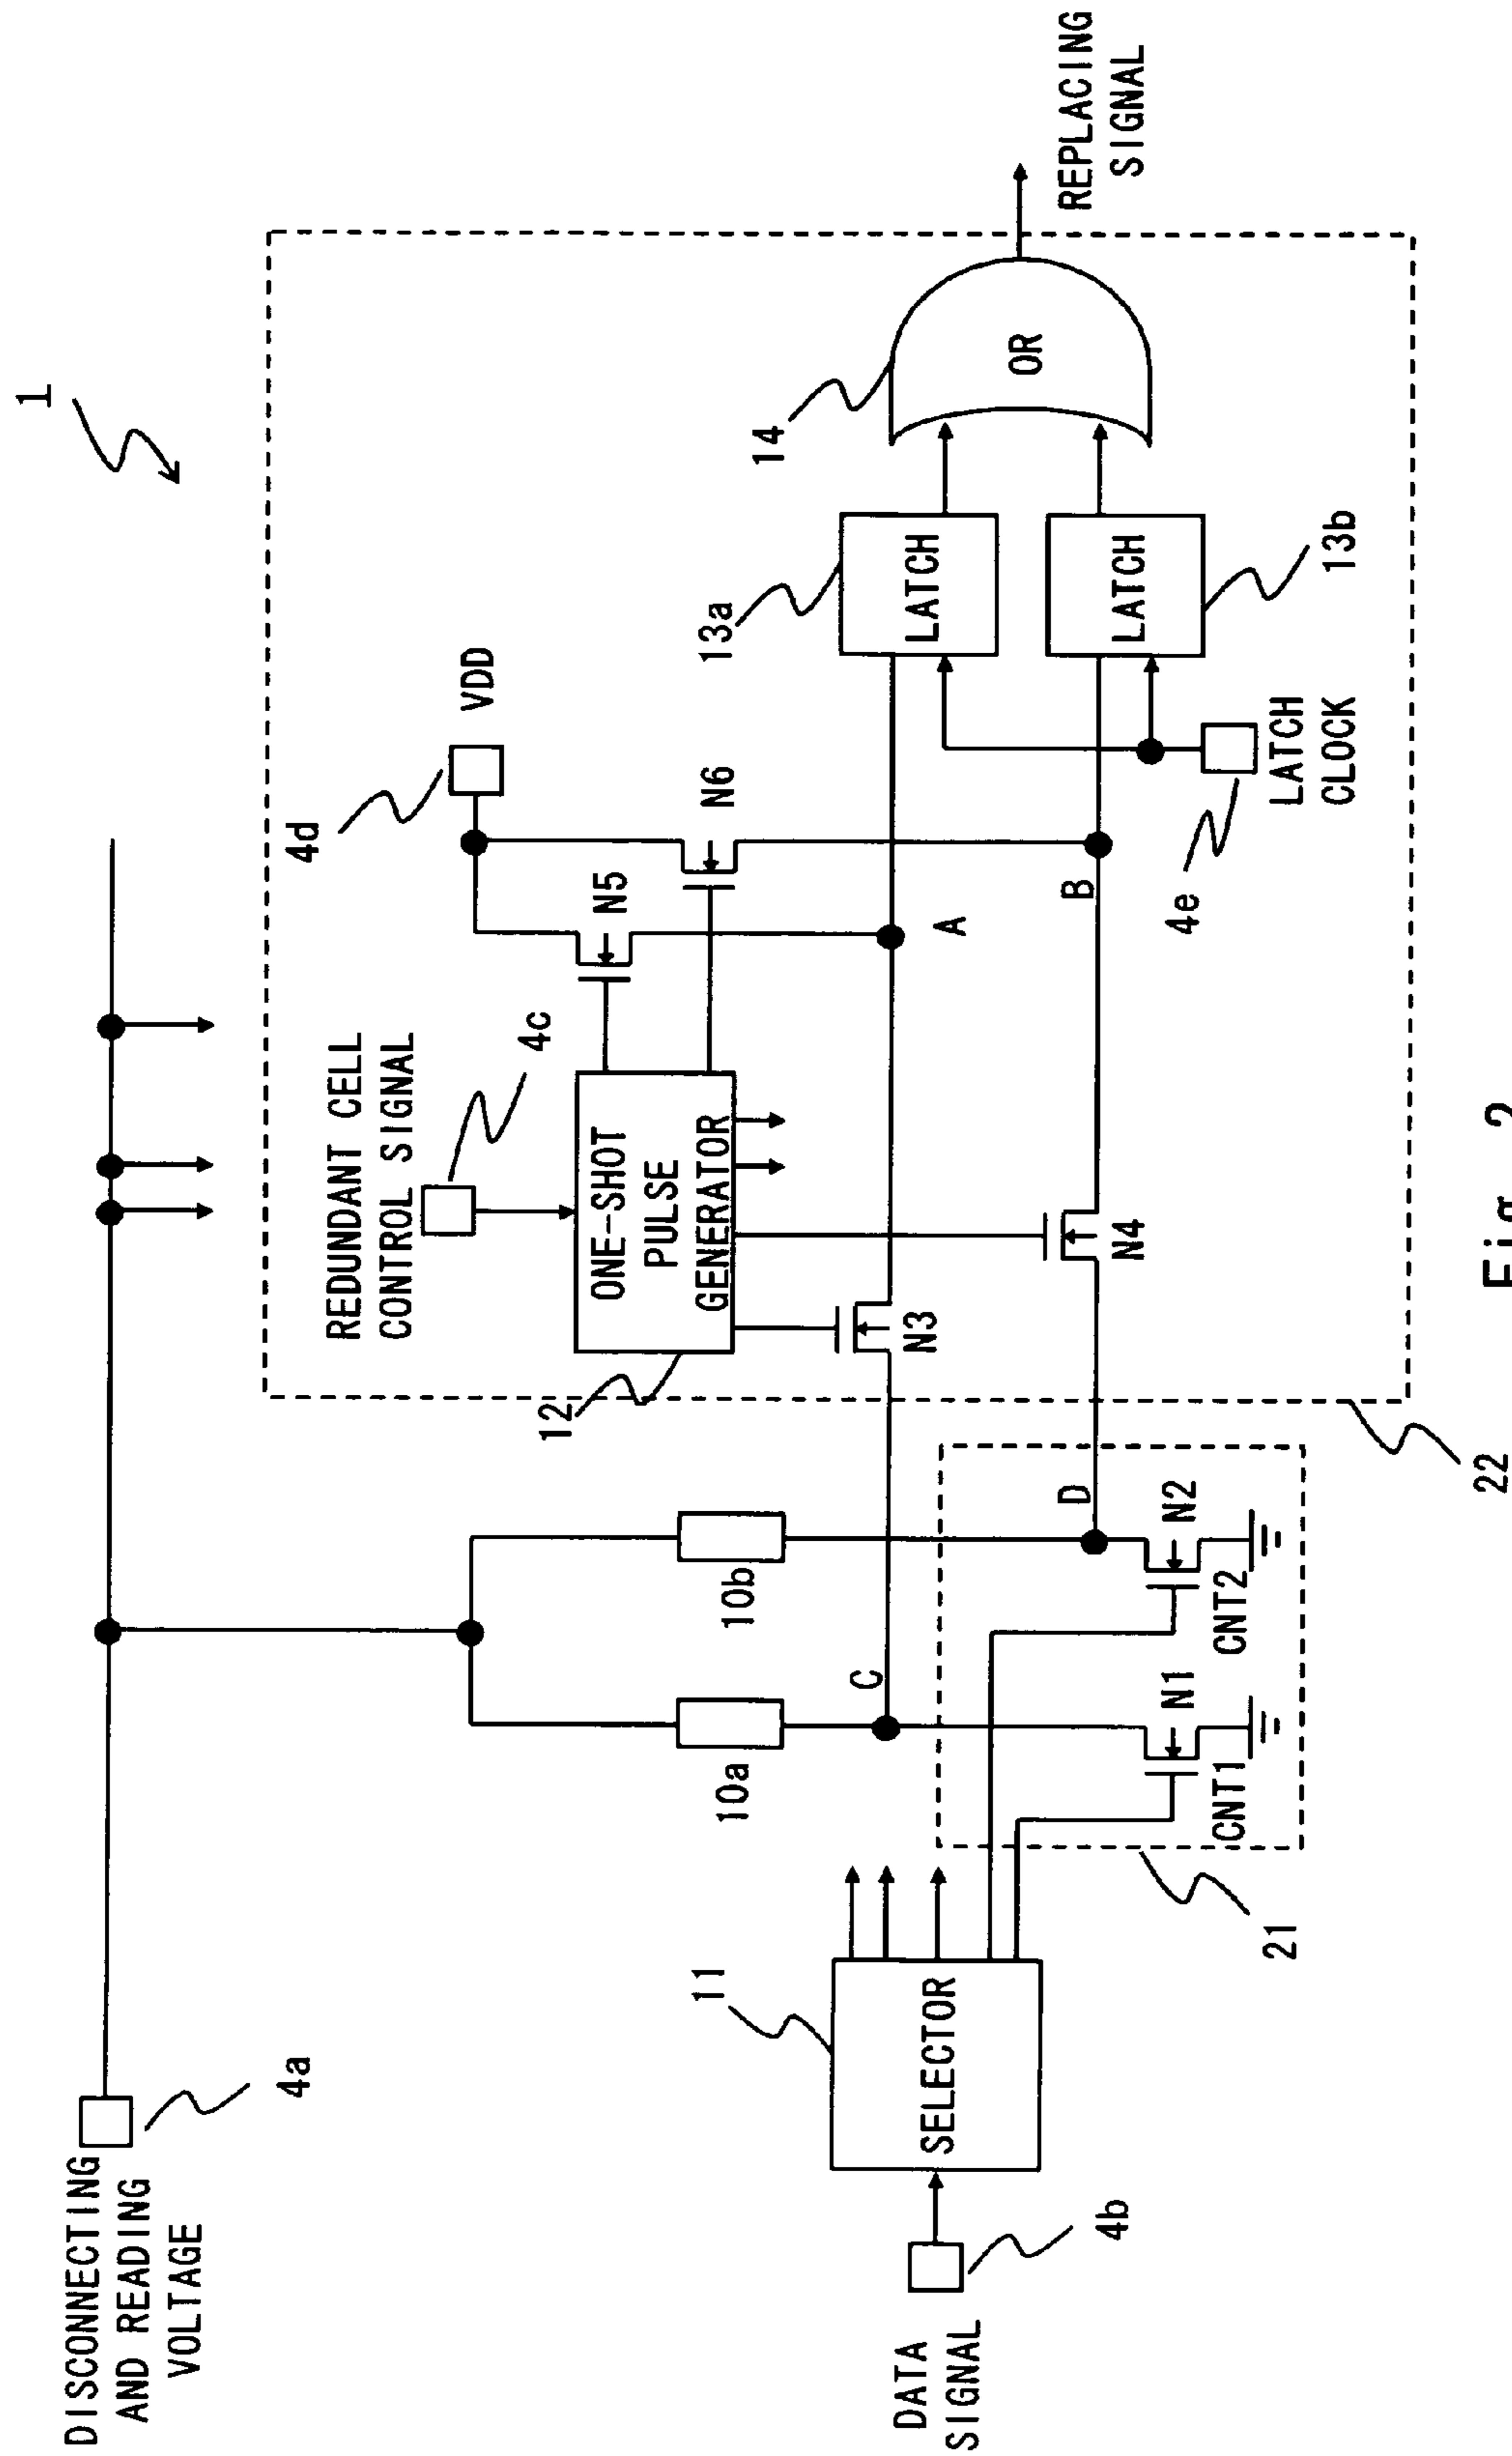 1
DISCONNECTING
AND READING
VOLTAGE
4a
REDUNDANT CELL
CONTROL SIGNAL
4c
4d
VDD
N5
N6
12
ONE-SHOT
PULSE
GENERATOR
10a
10b
C
N3
A
13a
LATCH
14
OR
REPLACING
SIGNAL
11
SELECTOR
DATA
SIGNAL
4b
D
N4
B
LATCH
13b
4e
LATCH
CLOCK
CNT1
N1
CNT2
N2
21
22
Fig. 2